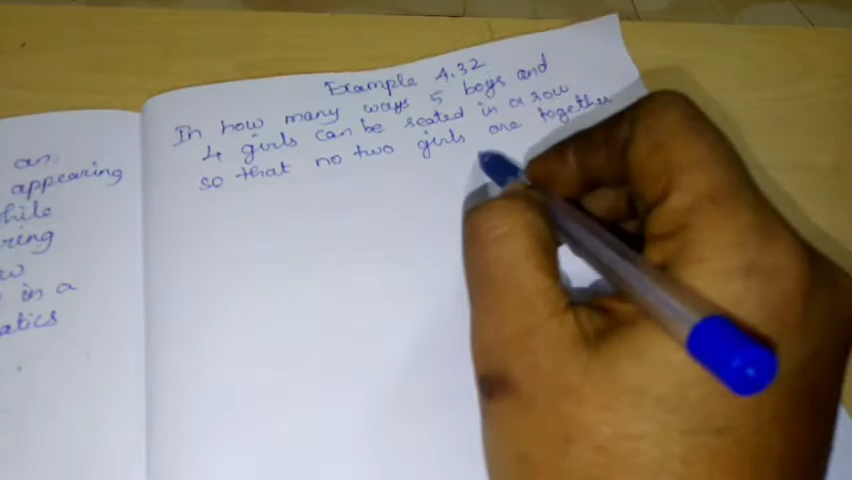 an
appearing
hile
ring
w
in a
atics
Example 4.32
In how many ways 5 boys and
4 girls can be seated in a row
so that no two girls are together